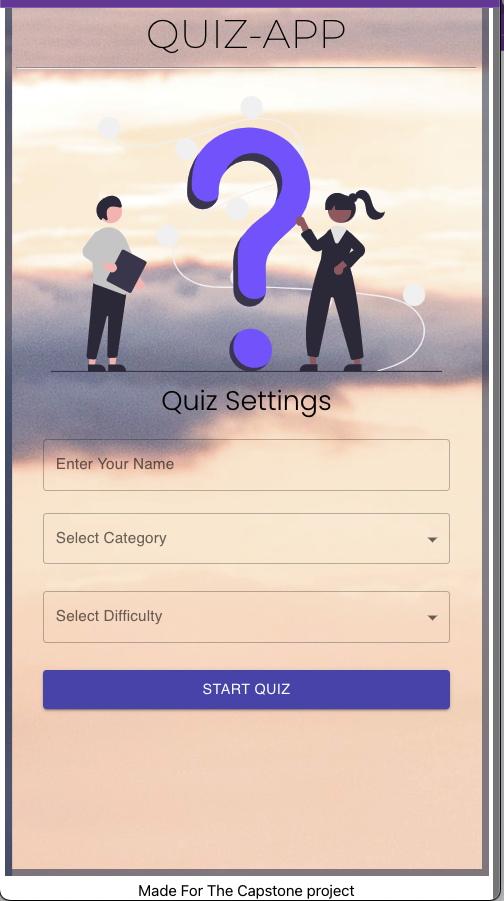 QUIZ-APP
Quiz Settings
Enter Your Name
Select Category
Select Difficulty
START QUIZ
Made For The Capstone project